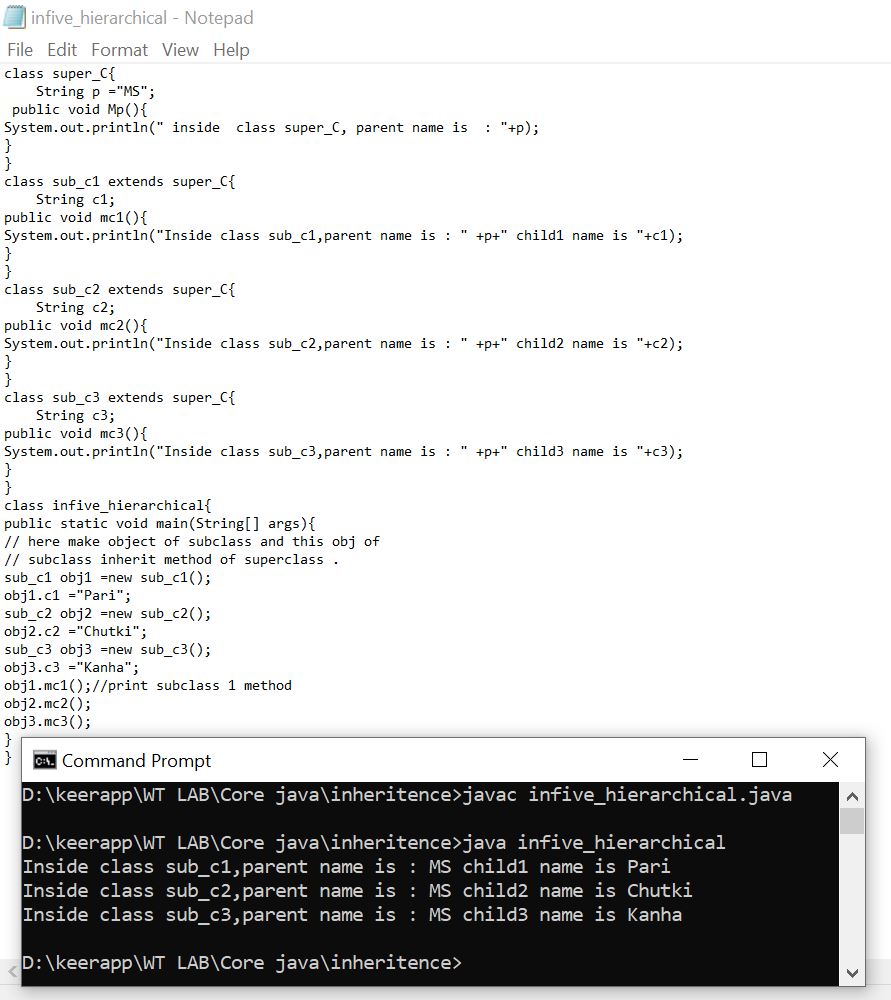 infive_hierarchical - Notepad
File Edit Format View Help
class super_C{
    String p ="MS";
 public void Mp(){
System.out.println(" inside  class super_C, parent name is  : "+p);
}
}
class sub_c1 extends super_C{
    String c1;
public void mc1(){
System.out.println("Inside class sub_c1,parent name is : " +p+" child1 name is "+c1);
}
}
class sub_c2 extends super_C{
    String c2;
public void mc2(){
System.out.println("Inside class sub_c2,parent name is : " +p+" child2 name is "+c2);
}
}
class sub_c3 extends super_C{
    String c3;
public void mc3(){
System.out.println("Inside class sub_c3,parent name is : " +p+" child3 name is "+c3);
}
}
class infive_hierarchical{
public static void main(String[] args){
// here make object of subclass and this obj of
// subclass inherit method of superclass .
sub_c1 obj1 =new sub_c1();
obj1.c1 ="Pari";
sub_c2 obj2 =new sub_c2();
obj2.c2 ="Chutki";
sub_c3 obj3 =new sub_c3();
obj3.c3 ="Kanha";
obj1.mc1();//print subclass 1 method
obj2.mc2();
obj3.mc3();
}
}
C:\. Command Prompt
D:\keerapp\WT LAB\Core java\inheritence>javac infive_hierarchical.java
D:\keerapp\WT LAB\Core java\inheritence>java infive_hierarchical
Inside class sub_c1,parent name is : MS child1 name is Pari
Inside class sub_c2,parent name is : MS child2 name is Chutki
Inside class sub_c3,parent name is : MS child3 name is Kanha
D:\keerapp\WT LAB\Core java\inheritence>